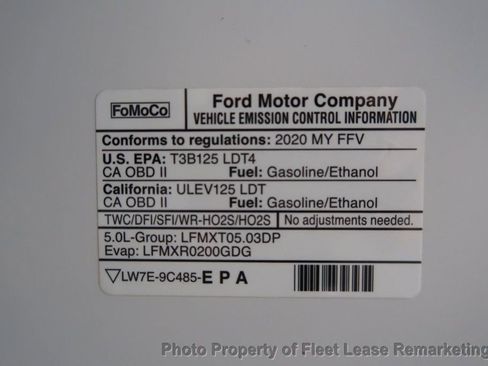 FoMoCo
Ford Motor Company
VEHICLE EMISSION CONTROL INFORMATION
Conforms to regulations: 2020 MY FFV
U.S. EPA: T3B125 LDT4
CA OBD II Fuel: Gasoline/Ethanol
California: ULEV125 LDT
CA OBD II Fuel: Gasoline/Ethanol
TWC/DFI/SFI/WR-HO2S/HO2S No adjustments needed.
5.0L-Group: LFMXT05.03DP
Evap: LFMXR0200GDG
LW7E-9C485-EPA
Photo Property of Fleet Lease Remarketing